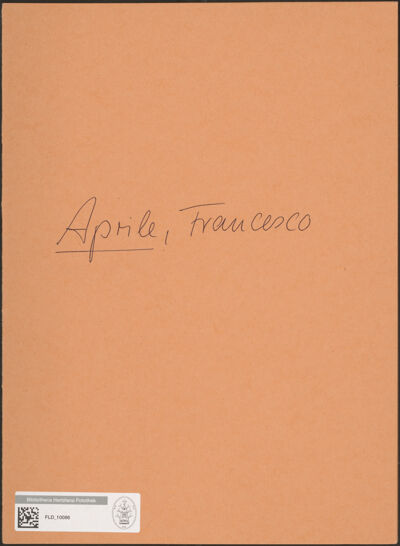 Aprile, Francesco
Bibliotheca Hertziana Fotothek
FLD_10086